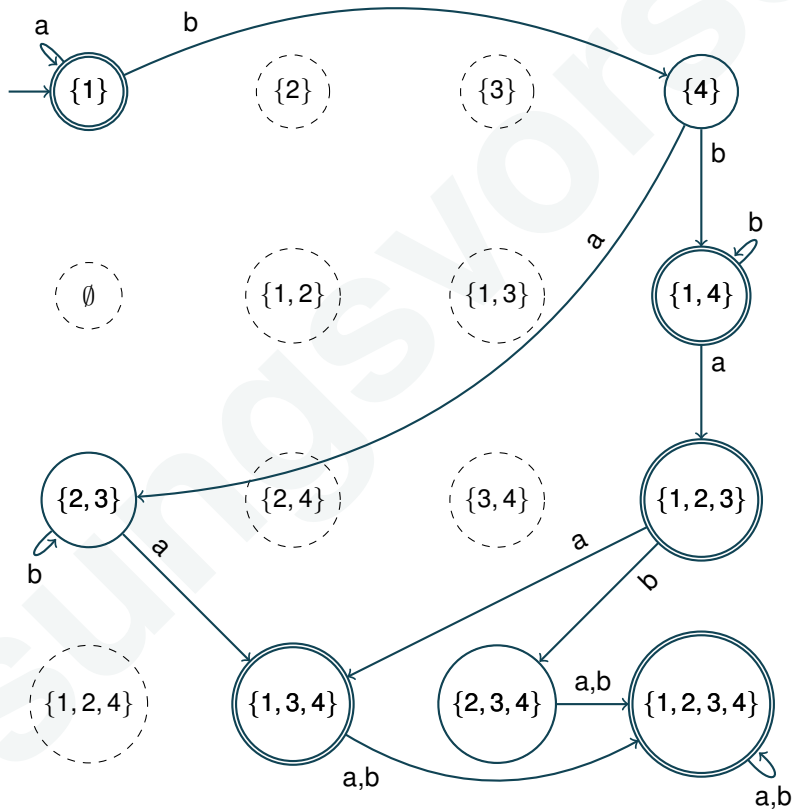 a
b
{1}
{2}
{3}
{4}
b
a
b
∅
{1, 2}
{1, 3}
{1, 4}
a
{2, 3}
{2, 4}
{3, 4}
{1, 2, 3}
b
a
a
b
{1, 2, 4}
{1, 3, 4}
{2, 3, 4}
a,b
{1, 2, 3, 4}
a,b
a,b